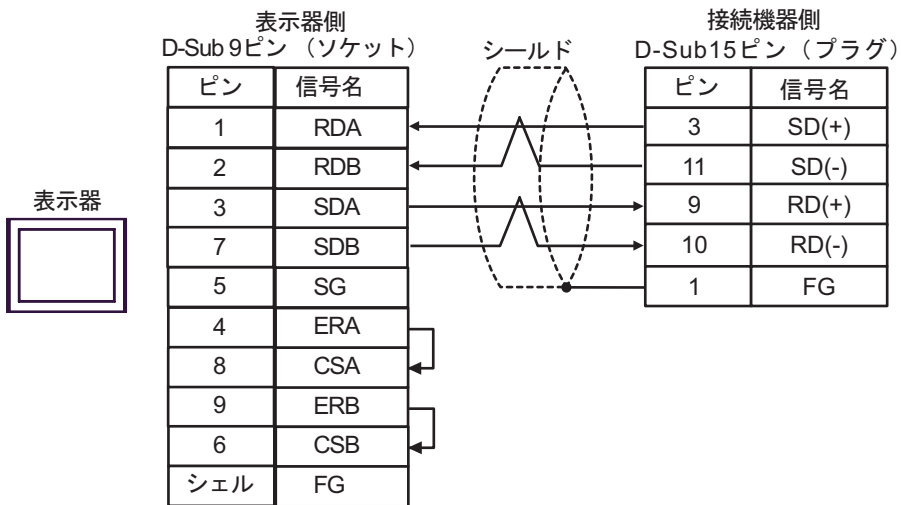 表示器側
D-Sub 9ピン （ソケット）
シールド
接続機器側
D-Sub15ピン（プラグ）
ピン 信号名
1 RDA
2 RDB
3 SDA
7 SDB
5 SG
4 ERA
8 CSA
9 ERB
6 CSB
シェル FG
ピン 信号名
3 SD(+)
11 SD(-)
9 RD(+)
10 RD(-)
1 FG
表示器